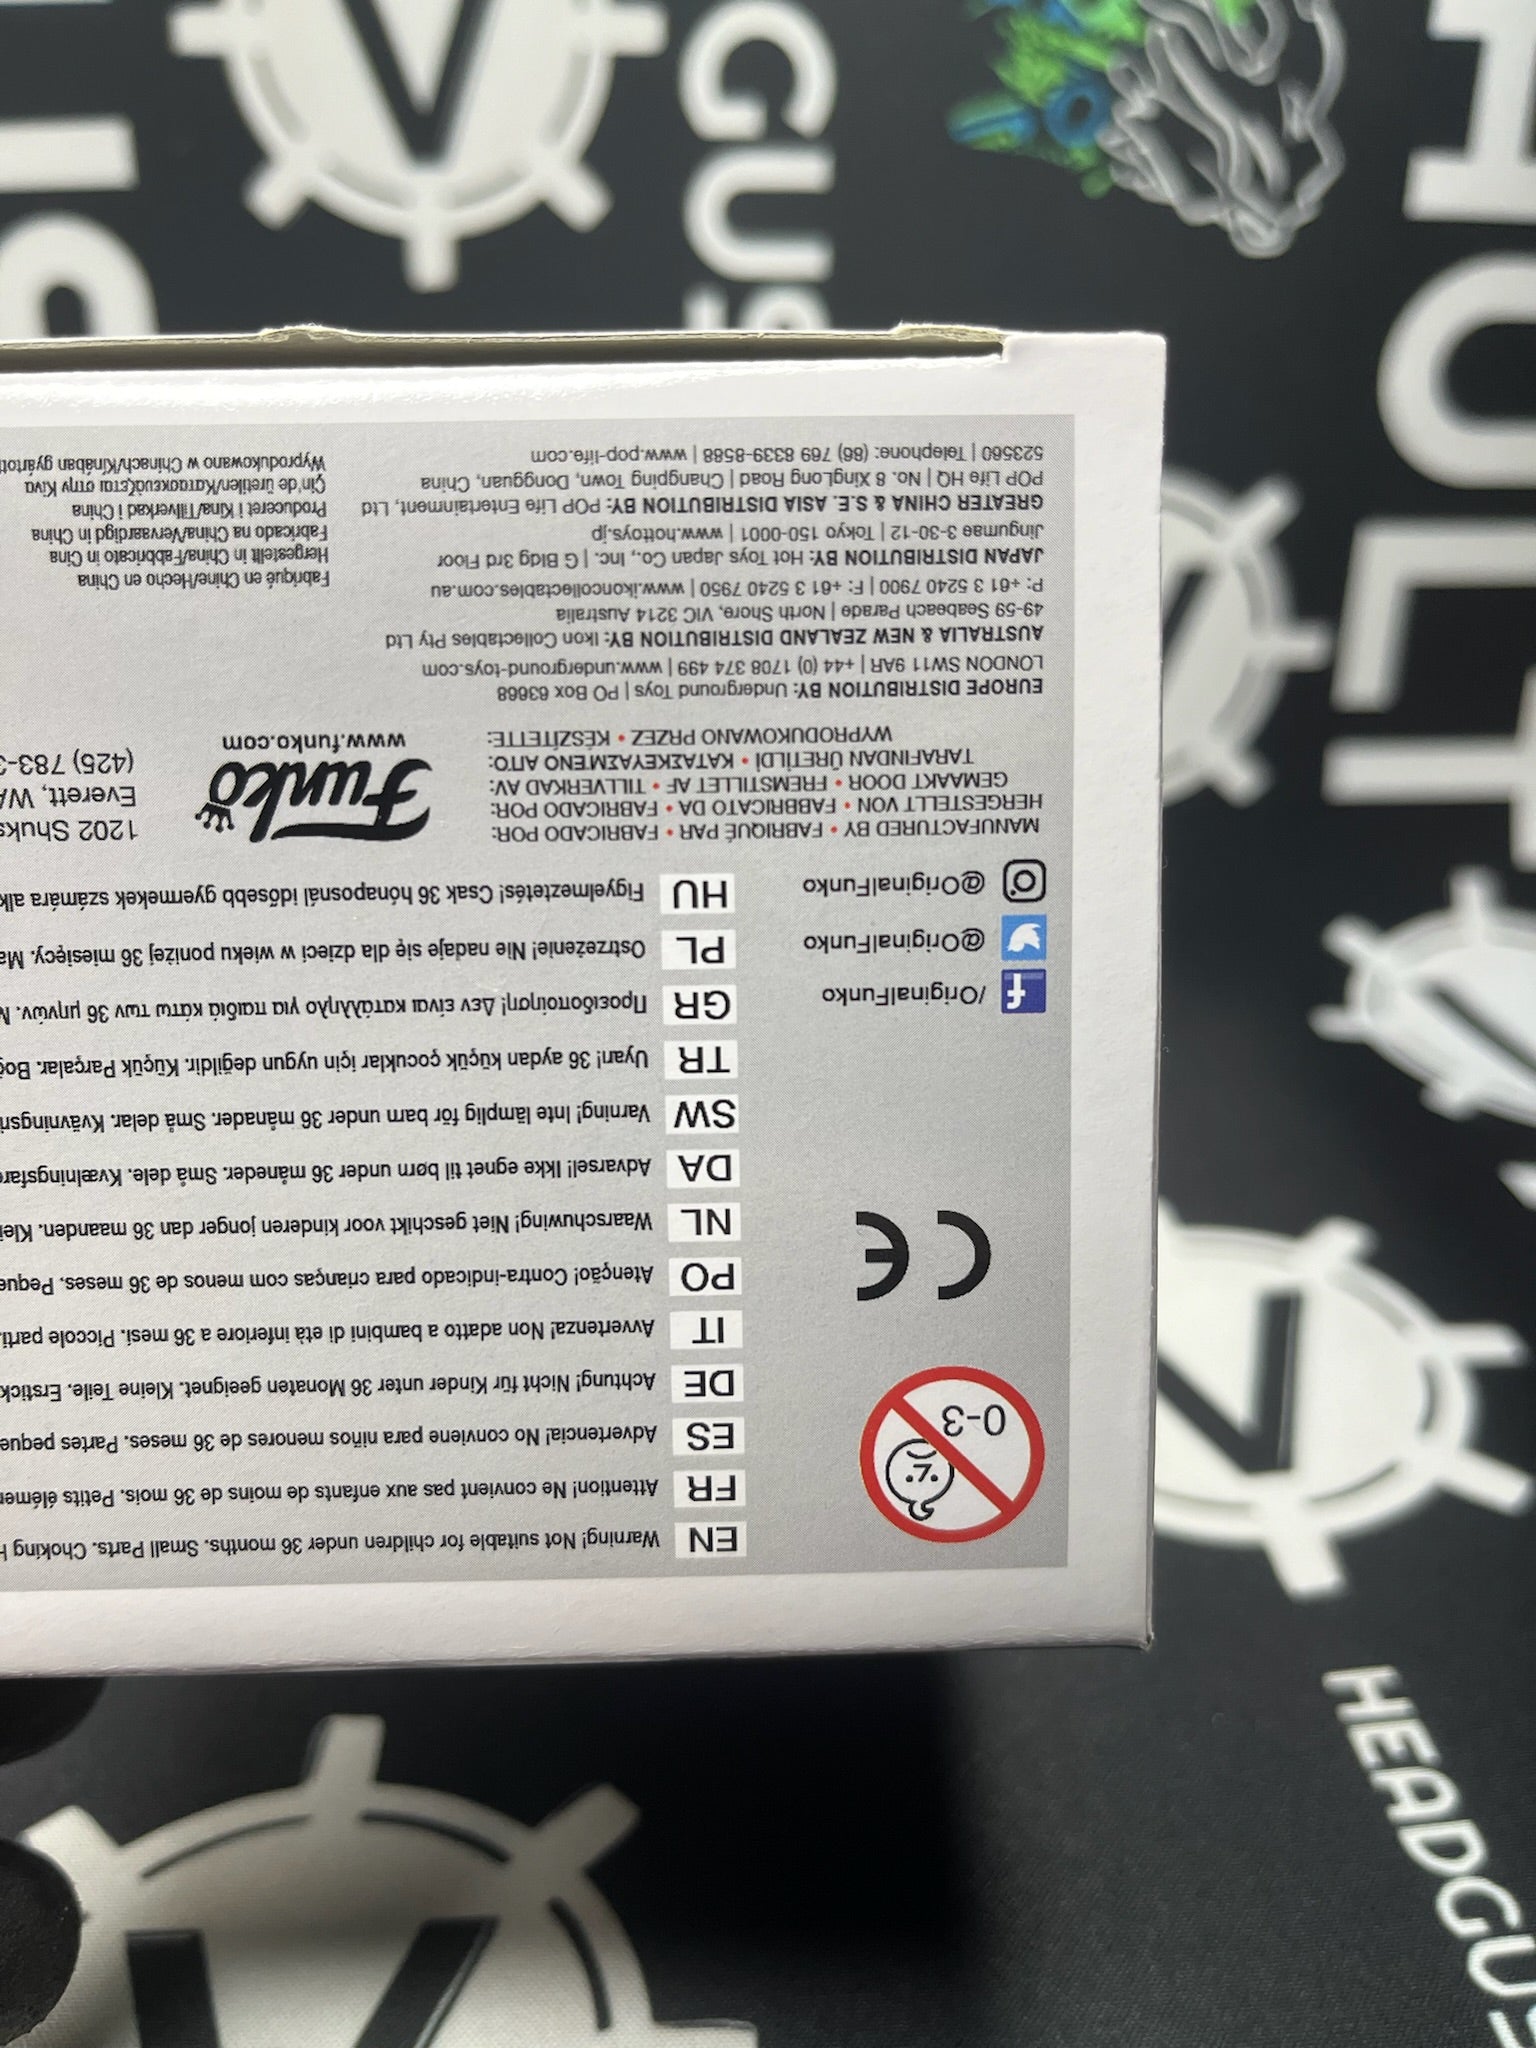 0-3
CE
/OriginalFunko
@OriginalFunko
@OriginalFunko
EN Warning! Not suitable for children under 36 months. Small Parts. Choking
FR Attention! Ne convient pas aux enfants de moins de 36 mois. Petits
ES Advertencia! No conviene para niños menores de 36 meses. Partes
DE Achtung! Nicht für Kinder unter 36 Monaten geeignet. Kleine Teile.
IT Avvertenza! Non adatto a bambini di età inferiore a 36 mesi. Piccole
PO Atenção! Contra-indicado para crianças com menos de 36 meses.
NL Waarschuwing! Niet geschikt voor kinderen jonger dan 36 maanden.
DA Advarsel! Ikke egnet til børn under 36 måneder. Små dele.
SW Varning! Inte lämplig för barn under 36 månader. Små delar.
TR Uyarı! 36 aydan küçük çocuklar için uygun değildir. Küçük Parçalar.
GR Προειδοποίηση! Δεν είναι κατάλληλο για παιδιά κάτω των 36 μηνών.
PL Ostrzeżenie! Nie nadaje się dla dzieci w wieku poniżej 36 miesięcy.
HU Figyelmeztetés! Csak 36 hónaposnál idősebb gyermekek számára
MANUFACTURED BY • FABRIQUÉ PAR • FABRICADO POR:
HERGESTELLT VON • FABBRICATO DA • FABRICADO POR:
GEMAAKT DOOR • FREMSTILLET AF • TILLVERKAD AV:
TARAFINDAN ÜRETİLDİ • ΚΑΤΑΣΚΕΥΑΣΜΕΝΟ ΑΠΟ:
WYPRODUKOWANO PRZEZ • KÉSZÍTETTE:
Funko
www.funko.com
1202
Everett,
(425) 783-
EUROPE DISTRIBUTION BY: Underground Toys | PO Box 63668
LONDON SW11 9AR | +44 (0) 1708 374 499 | www.underground-toys.com
AUSTRALIA & NEW ZEALAND DISTRIBUTION BY: Ikon Collectables Pty Ltd
49-59 Seabeach Parade | North Shore, VIC 3214 Australia
P: +61 3 5240 7900 | F: +61 3 5240 7950 | www.ikoncollectables.com.au
JAPAN DISTRIBUTION BY: Hot Toys Japan Co., Inc. | G Bldg 3rd Floor
Jingumae 3-30-12 | Tokyo 150-0001 | www.hottoys.jp
GREATER CHINA & S.E. ASIA DISTRIBUTION BY: POP Life Entertainment, Ltd
POP Life HQ | No. 8 XingLong Road | Changping Town, Dongguan, China
523560 | Telephone: (86) 769 8339-8588 | www.pop-life.com
Fabriqué en Chine/Hecho en China
Hergestellt in China/Fabbricato in Cina
Fabricado na China/Vervaardigd in China
Produceret i Kina/Tillverkad i China
Çin'de üretilen/Κατασκευάζεται στην Κίνα
Wyprodukowano w Chinach/Kínában
HEADGUS
GUS